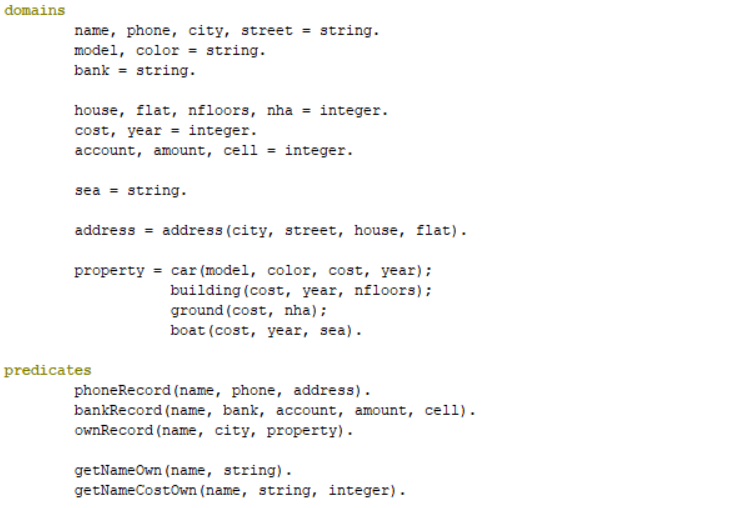 domains
name, phone, city, street = string.
model, color = string.
bank = string.
house, flat, nfloors, nha = integer.
cost, year = integer.
account, amount, cell = integer.
sea = string.
address = address(city, street, house, flat).
property = car(model, color, cost, year);
building(cost, year, nfloors);
ground(cost, nha);
boat(cost, year, sea).
predicates
phoneRecord(name, phone, address).
bankRecord(name, bank, account, amount, cell).
ownRecord(name, city, property).
getNameOwn(name, string).
getNameCostOwn(name, string, integer).